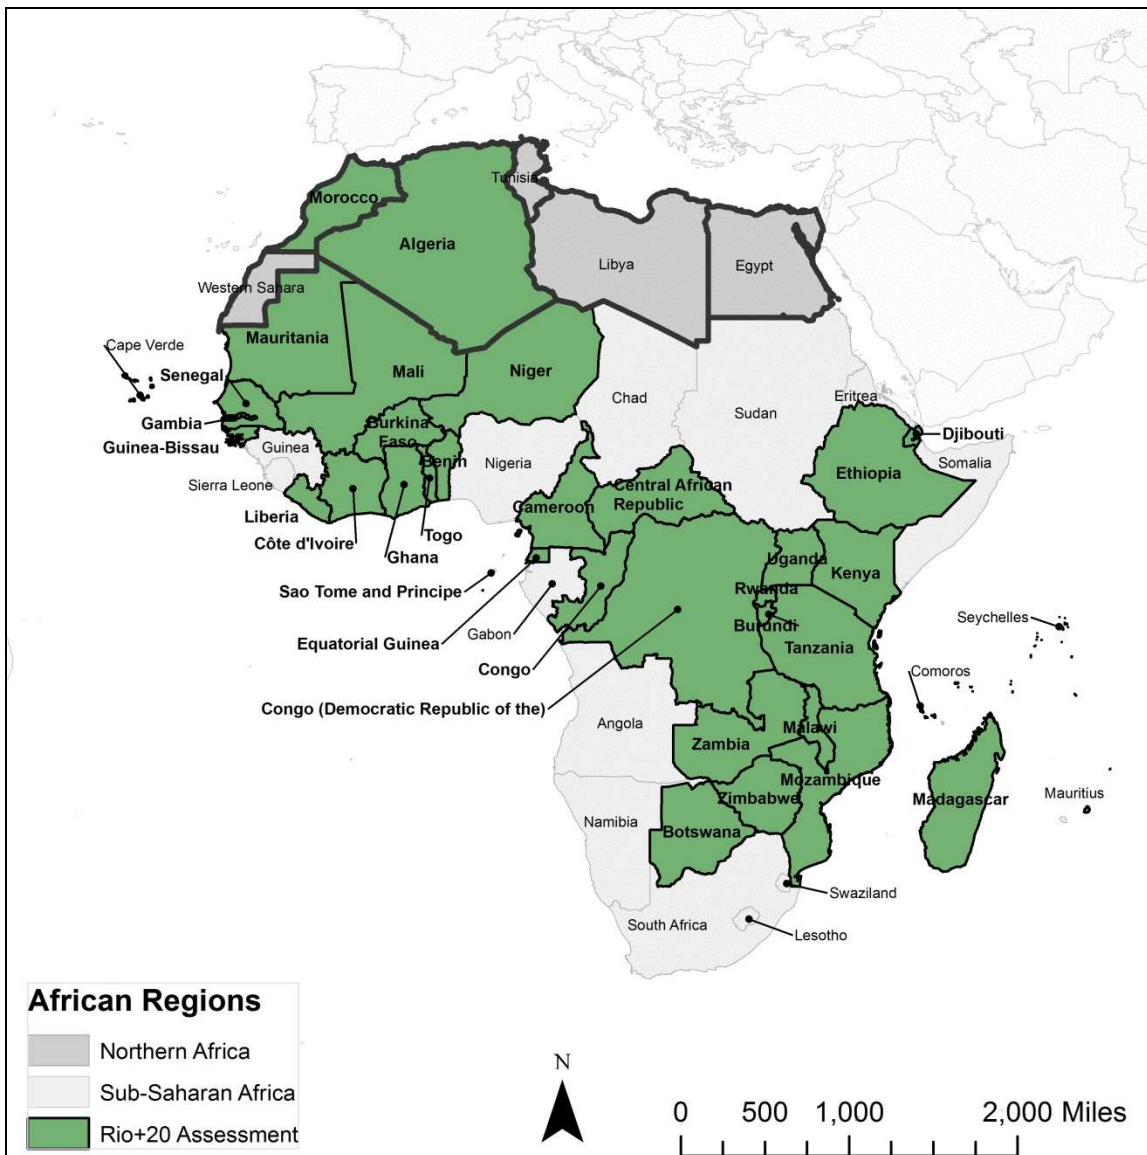 Tunisia
Morocco
Algeria
Libya
Egypt
Western Sahara
Mauritania
Cape Verde
Senegal
Mali
Niger
Chad
Sudan
Eritrea
Gambia
Guinea-Bissau
Guinea
Burkina
Faso
Benin
Nigeria
Djibouti
Somalia
Ethiopia
Sierra Leone
Liberia
Côte d'Ivoire
Ghana
Togo
Cameroon
Central African
Republic
Sao Tome and Principe
Equatorial Guinea
Gabon
Congo
Congo (Democratic Republic of the)
Uganda
Kenya
Rwanda
Burundi
Tanzania
Seychelles
Comoros
Angola
Zambia
Malawi
Mozambique
Zimbabwe
Madagascar
Mauritius
Namibia
Botswana
Swaziland
South Africa
Lesotho
African Regions
Northern Africa
Sub-Saharan Africa
Rio+20 Assessment
N
0 500 1,000 2,000 Miles